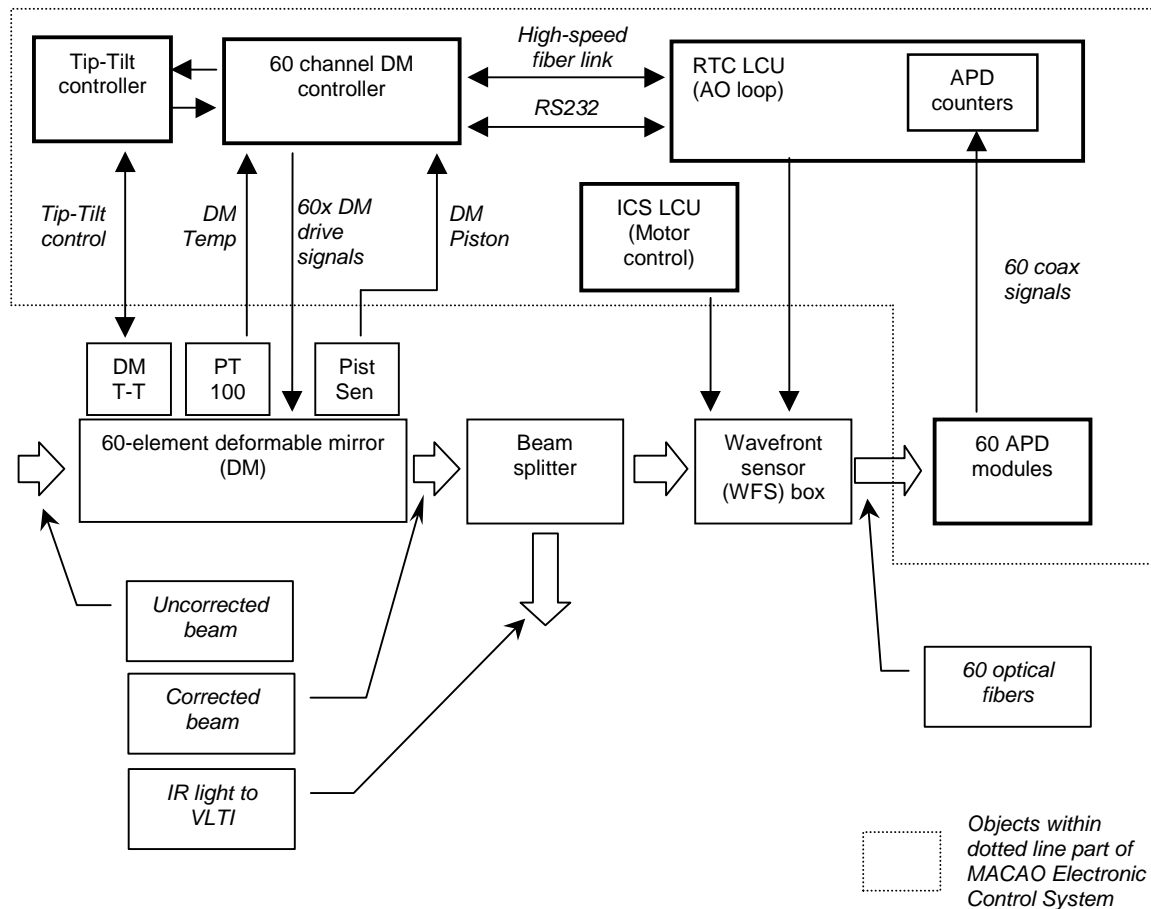 Tip-Tilt
controller
60 channel DM
controller
High-speed
fiber link
RS232
RTC LCU
(AO loop)
APD
counters
Tip-Tilt
control
DM
Temp
60x DM
drive
signals
DM
Piston
ICS LCU
(Motor
control)
60 coax
signals
DM
T-T
PT
100
Pist
Sen
60-element deformable mirror
(DM)
Beam
splitter
Wavefront
sensor
(WFS) box
60 APD
modules
Uncorrected
beam
Corrected
beam
IR light to
VLTI
60 optical
fibers
Objects within
dotted line part of
MACAO Electronic
Control System